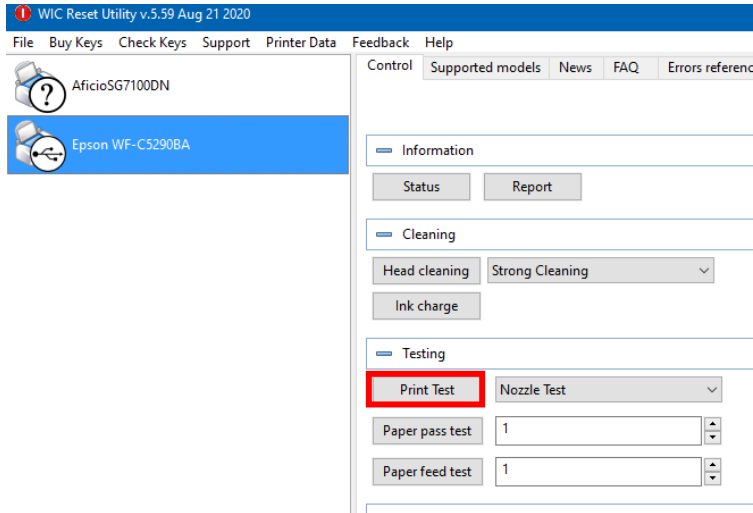 WIC Reset Utility v.5.59 Aug 21 2020
File Buy Keys Check Keys Support Printer Data Feedback Help
AficioSG7100DN
Epson WF-C5290BA
Control Supported models News FAQ Errors referenc
Information
Status Report
Cleaning
Head cleaning Strong Cleaning
Ink charge
Testing
Print Test Nozzle Test
Paper pass test 1
Paper feed test 1